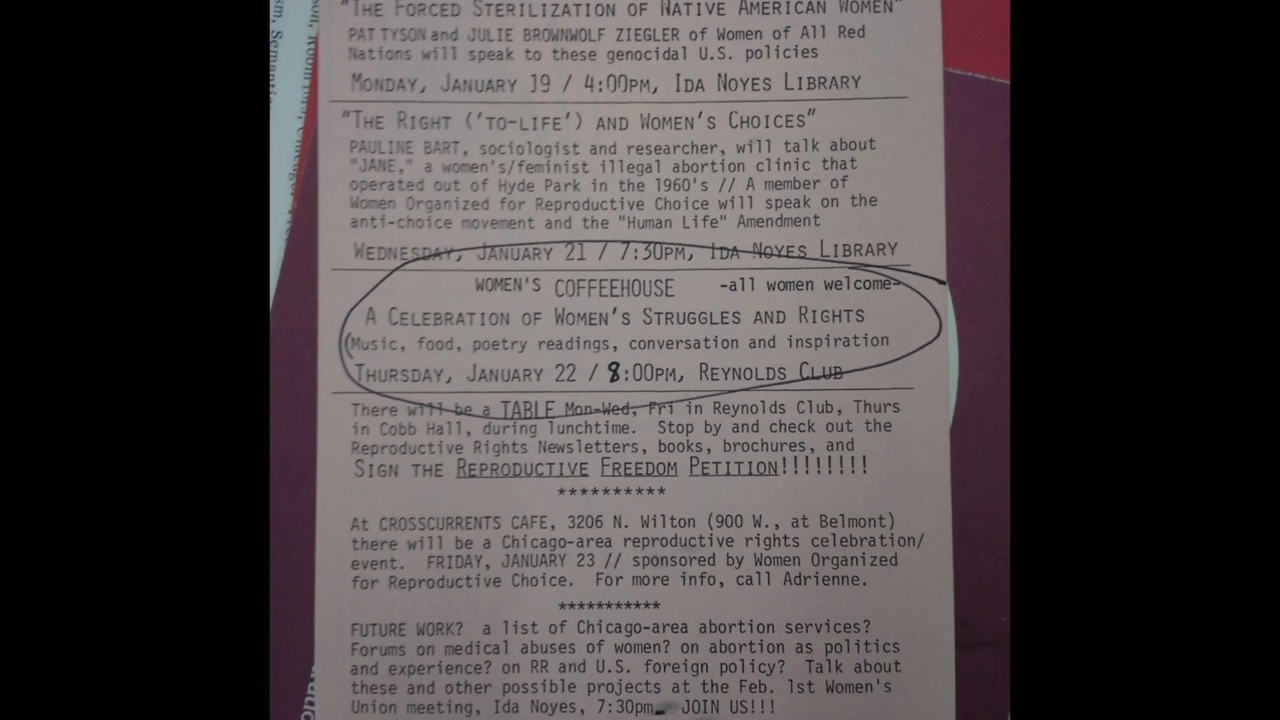 "THE FORCED STERILIZATION OF NATIVE AMERICAN WOMEN"
PAT TYSON and JULIE BROWNWOLF ZIEGLER of Women of All Red
Nations will speak to these genocidal U.S. policies
MONDAY, JANUARY 19 / 4:00PM, IDA NOYES LIBRARY
"THE RIGHT ('TO-LIFE') AND WOMEN'S CHOICES"
PAULINE BART, sociologist and researcher, will talk about
"JANE," a women's/feminist illegal abortion clinic that
operated out of Hyde Park in the 1960's // A member of
Women Organized for Reproductive Choice will speak on the
anti-choice movement and the "Human Life" Amendment
WEDNESDAY, JANUARY 21 / 7:30PM, IDA NOYES LIBRARY
WOMEN'S COFFEEHOUSE -all women welcome-
A CELEBRATION OF WOMEN'S STRUGGLES AND RIGHTS
(Music, food, poetry readings, conversation and inspiration
THURSDAY, JANUARY 22 / 8:00PM, REYNOLDS CLUB
There will be a TABLE Mon-Wed, Fri in Reynolds Club, Thurs
in Cobb Hall, during lunchtime. Stop by and check out the
Reproductive Rights Newsletters, books, brochures, and
SIGN THE REPRODUCTIVE FREEDOM PETITION!!!!!!!!
**********
At CROSSCURRENTS CAFE, 3206 N. Wilton (900 W., at Belmont)
there will be a Chicago-area reproductive rights celebration/
event. FRIDAY, JANUARY 23 // sponsored by Women Organized
for Reproductive Choice. For more info, call Adrienne.
***********
FUTURE WORK? a list of Chicago-area abortion services?
Forums on medical abuses of women? on abortion as politics
and experience? on RR and U.S. foreign policy? Talk about
these and other possible projects at the Feb. 1st Women's
Union meeting, Ida Noyes, 7:30pm. JOIN US!!!